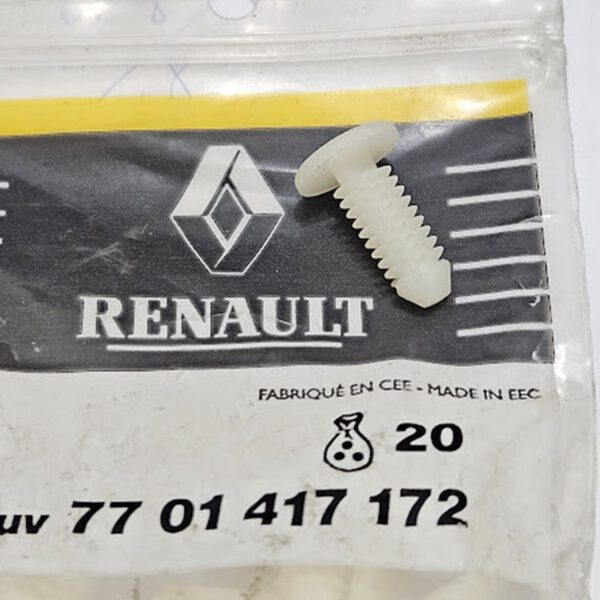 RENAULT
FABRIQUÉ EN CEE - MADE IN EEC
20
uv 77 01 417 172